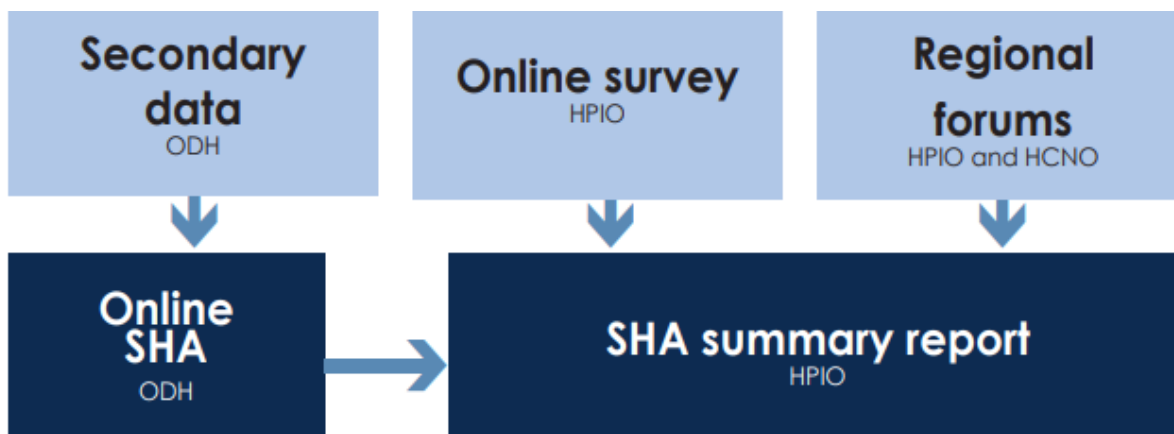 Secondary
data
ODH
Online survey
HPIO
Regional
forums
HPIO and HCNO
Online
SHA
ODH
SHA summary report
HPIO